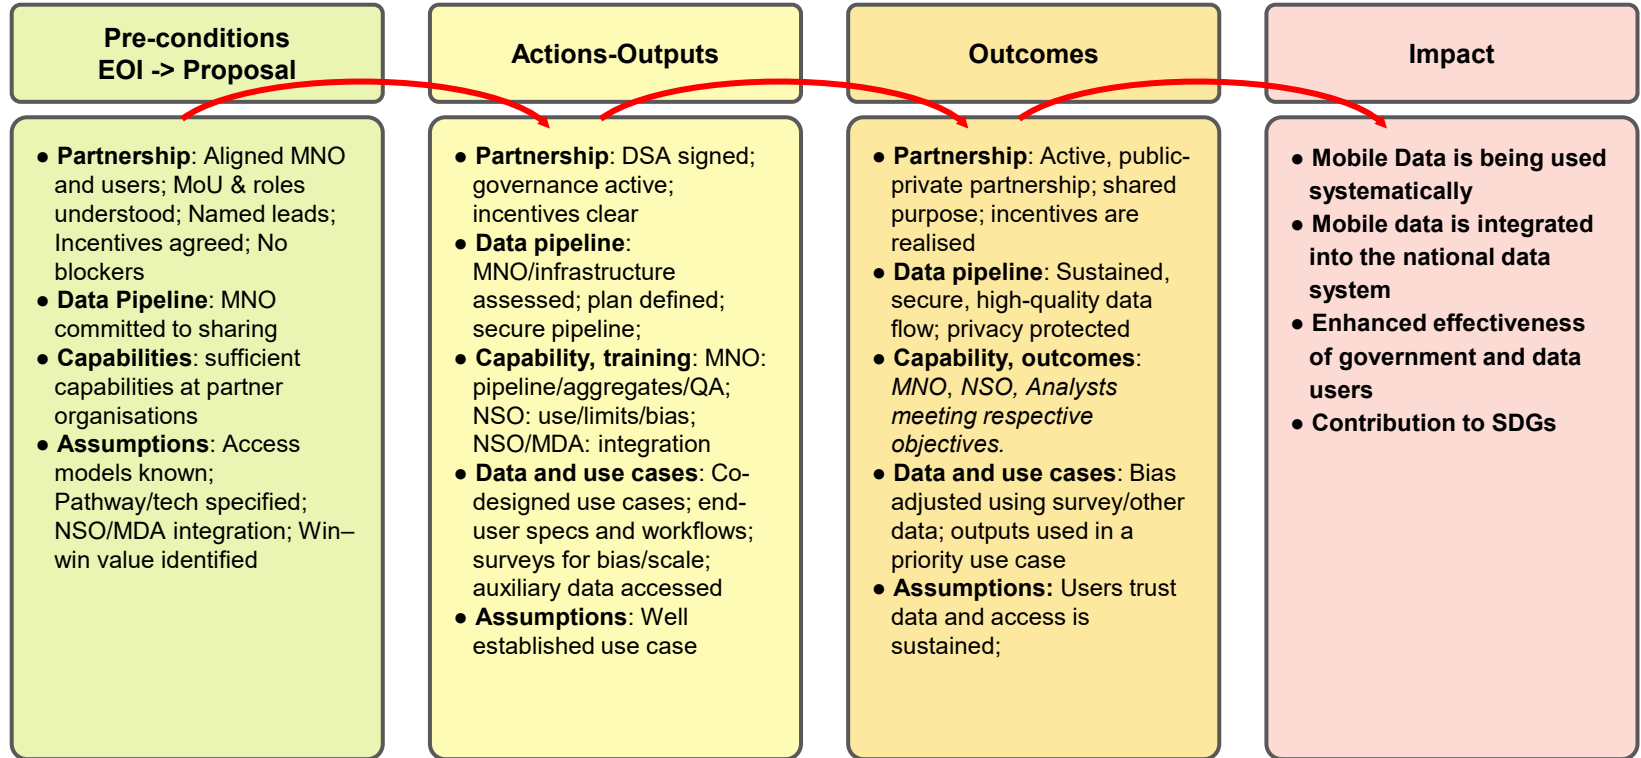 Pre-conditions
EOI -> Proposal
● Partnership: Aligned MNO
and users; MoU & roles
understood; Named leads;
Incentives agreed; No
blockers
● Data Pipeline: MNO
committed to sharing
● Capabilities: sufficient
capabilities at partner
organisations
● Assumptions: Access
models known;
Pathway/tech specified;
NSO/MDA integration; Win–
win value identified
Actions-Outputs
● Partnership: DSA signed;
governance active;
incentives clear
● Data pipeline:
MNO/infrastructure
assessed; plan defined;
secure pipeline;
● Capability, training: MNO:
pipeline/aggregates/QA;
NSO: use/limits/bias;
NSO/MDA: integration
● Data and use cases: Co-
designed use cases; end-
user specs and workflows;
surveys for bias/scale;
auxiliary data accessed
● Assumptions: Well
established use case
Outcomes
● Partnership: Active, public-
private partnership; shared
purpose; incentives are
realised
● Data pipeline: Sustained,
secure, high-quality data
flow; privacy protected
● Capability, outcomes:
MNO, NSO, Analysts
meeting respective
objectives.
● Data and use cases: Bias
adjusted using survey/other
data; outputs used in a
priority use case
● Assumptions: Users trust
data and access is
sustained;
Impact
● Mobile Data is being used
systematically
● Mobile data is integrated
into the national data
system
● Enhanced effectiveness
of government and data
users
● Contribution to SDGs